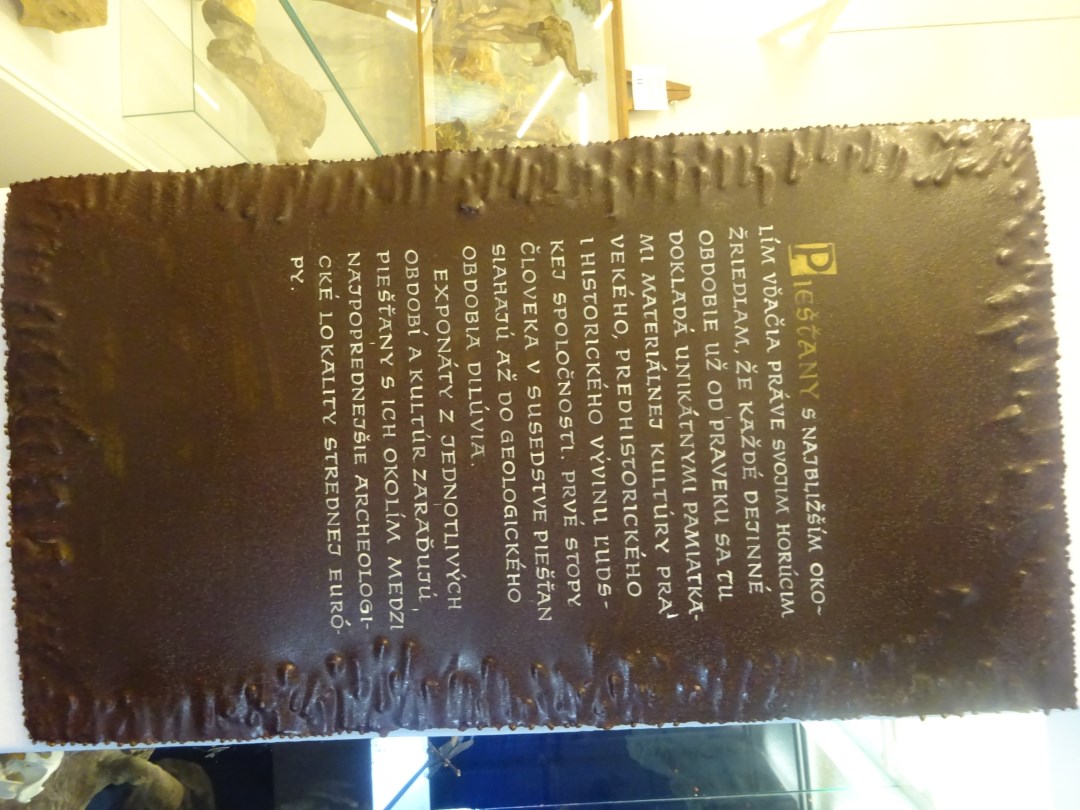 PIEŠŤANY S NAJBLIŽŠÍM OKO-
LÍM VĎAČIA PRÁVE SVOJIM HORÚCIM
ŽRIEDLAM, ŽE KAŽDÉ DEJINNÉ
OBDOBIE UŽ OD PRAVEKU SA TU
DOKLADÁ UNIKÁTNYMI PAMIATKA-
MI MATERIÁLNEJ KULTÚRY PRA-
VEKÉHO, PREDHISTORICKÉHO
I HISTORICKÉHO VÝVINU ĽUDS-
KEJ SPOLOČNOSTI. PRVÉ STOPY
ČLOVEKA V SUSEDSTVE PIEŠŤAN
SIAHAJÚ AŽ DO GEOLOGICKÉHO
OBDOBIA DILÚVIA.
EXPONÁTY Z JEDNOTLIVÝCH
OBDOBÍ A KULTÚR ZARAĎUJÚ
PIEŠŤANY S ICH OKOLÍM MEDZI
NAJPOPREDNEJŠIE ARCHEOLOGI-
CKÉ LOKALITY STREDNEJ EURÓ-
PY.